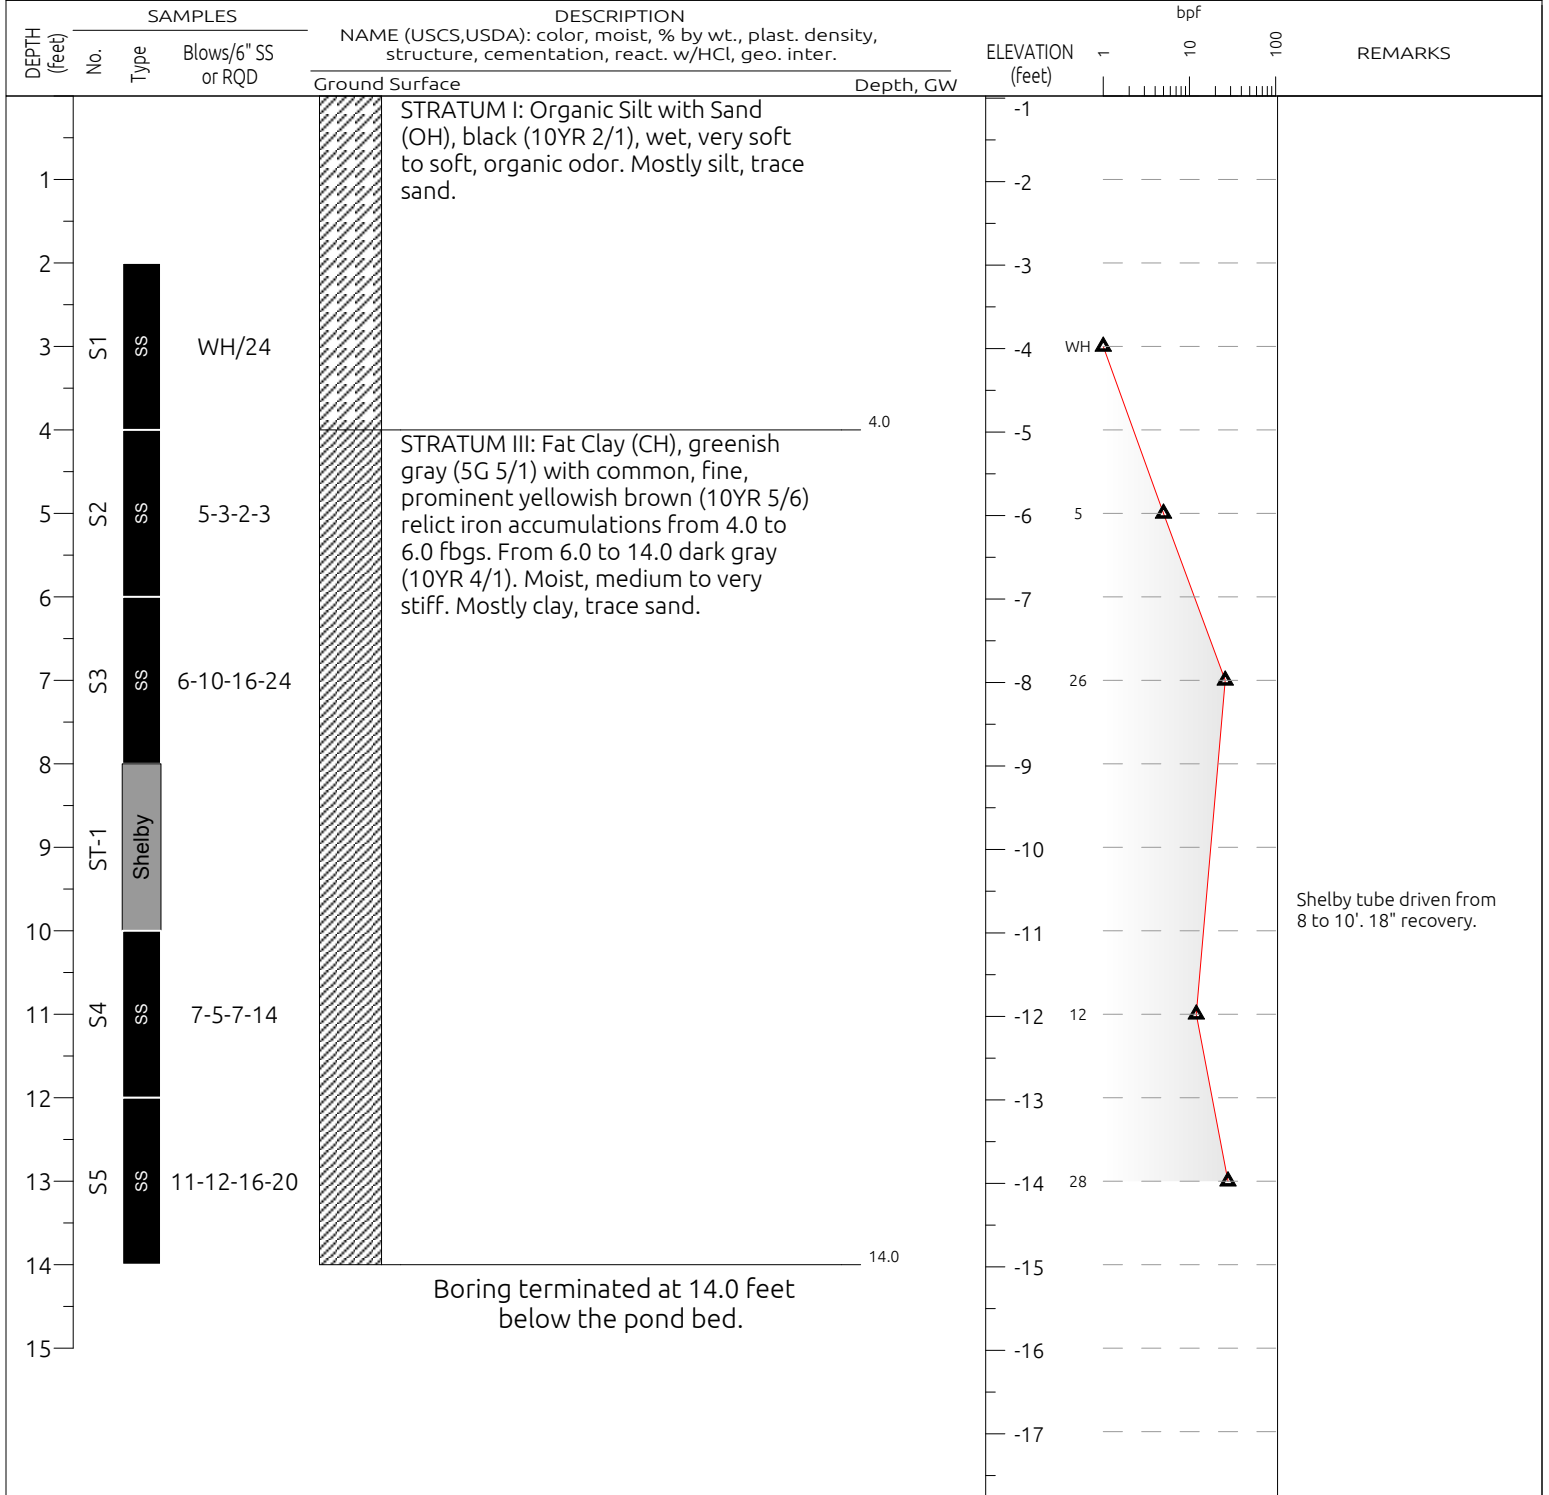 SAMPLES
DESCRIPTION
bpf
DEPTH
(feet)
No.
Type
Blows/6" SS
or RQD
NAME (USCS,USDA): color, moist, % by wt., plast. density,
structure, cementation, react. w/HCl, geo. inter.
ELEVATION
(feet)
1
10
100
REMARKS
Ground Surface
Depth, GW
STRATUM I: Organic Silt with Sand
(OH), black (10YR 2/1), wet, very soft
to soft, organic odor. Mostly silt, trace
sand.
4.0
STRATUM III: Fat Clay (CH), greenish
gray (5G 5/1) with common, fine,
prominent yellowish brown (10YR 5/6)
relict iron accumulations from 4.0 to
6.0 fbgs. From 6.0 to 14.0 dark gray
(10YR 4/1). Moist, medium to very
stiff. Mostly clay, trace sand.
14.0
Boring terminated at 14.0 feet
below the pond bed.
1
2
3
4
5
6
7
8
9
10
11
12
13
14
15
S1
SS
WH/24
S2
SS
5-3-2-3
S3
SS
6-10-16-24
ST-1
Shelby
S4
SS
7-5-7-14
S5
SS
11-12-16-20
-1
-2
-3
-4
-5
-6
-7
-8
-9
-10
-11
-12
-13
-14
-15
-16
-17
WH
5
26
12
28
Shelby tube driven from
8 to 10'. 18" recovery.